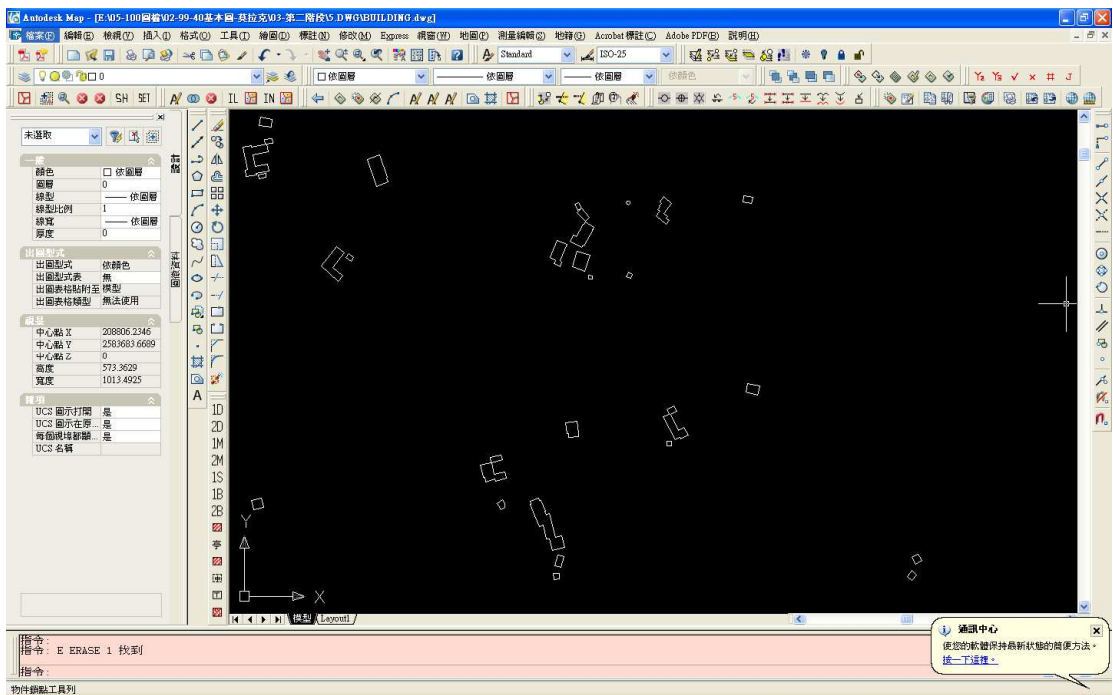 Autodesk Map - [E:\05-100圖檔\02-99-40基本圖-莫拉克\03-第二階段\5.DWG\BUILDING.dwg]
檔案(F) 編輯(E) 檢視(V) 插入(I) 格式(O) 工具(T) 繪圖(D) 標註(N) 修改(M) Express 視窗(W) 地圖(P) 測量編輯(S) 地籍(G) Acrobat 標註(C) Adobe PDF(B) 說明(H)
Standard ISO-25
0 依圖層 依圖層 依圖層 依顏色
SH SET IL IN
未選取
一般
顏色 依圖層
圖層 0
線型 依圖層
線型比例 1
線寬 依圖層
厚度 0
出圖型式
出圖型式 依顏色
出圖型式表 無
出圖表格貼附至 模型
出圖表格類型 無法使用
視景
中心點 X 208806.2346
中心點 Y 2583683.6689
中心點 Z 0
高度 573.3629
寬度 1013.4925
雜項
UCS 圖示打開 是
UCS 圖示在原... 是
每個視埠都顯... 是
UCS 名稱
A
1D
2D
1M
2M
1S
1B
2B
Y
X
模型 Layout1
指令:
指令: E ERASE 1 找到
指令:
物件鎖點工具列
通訊中心
使您的軟體保持最新狀態的簡便方法。
按一下這裡。